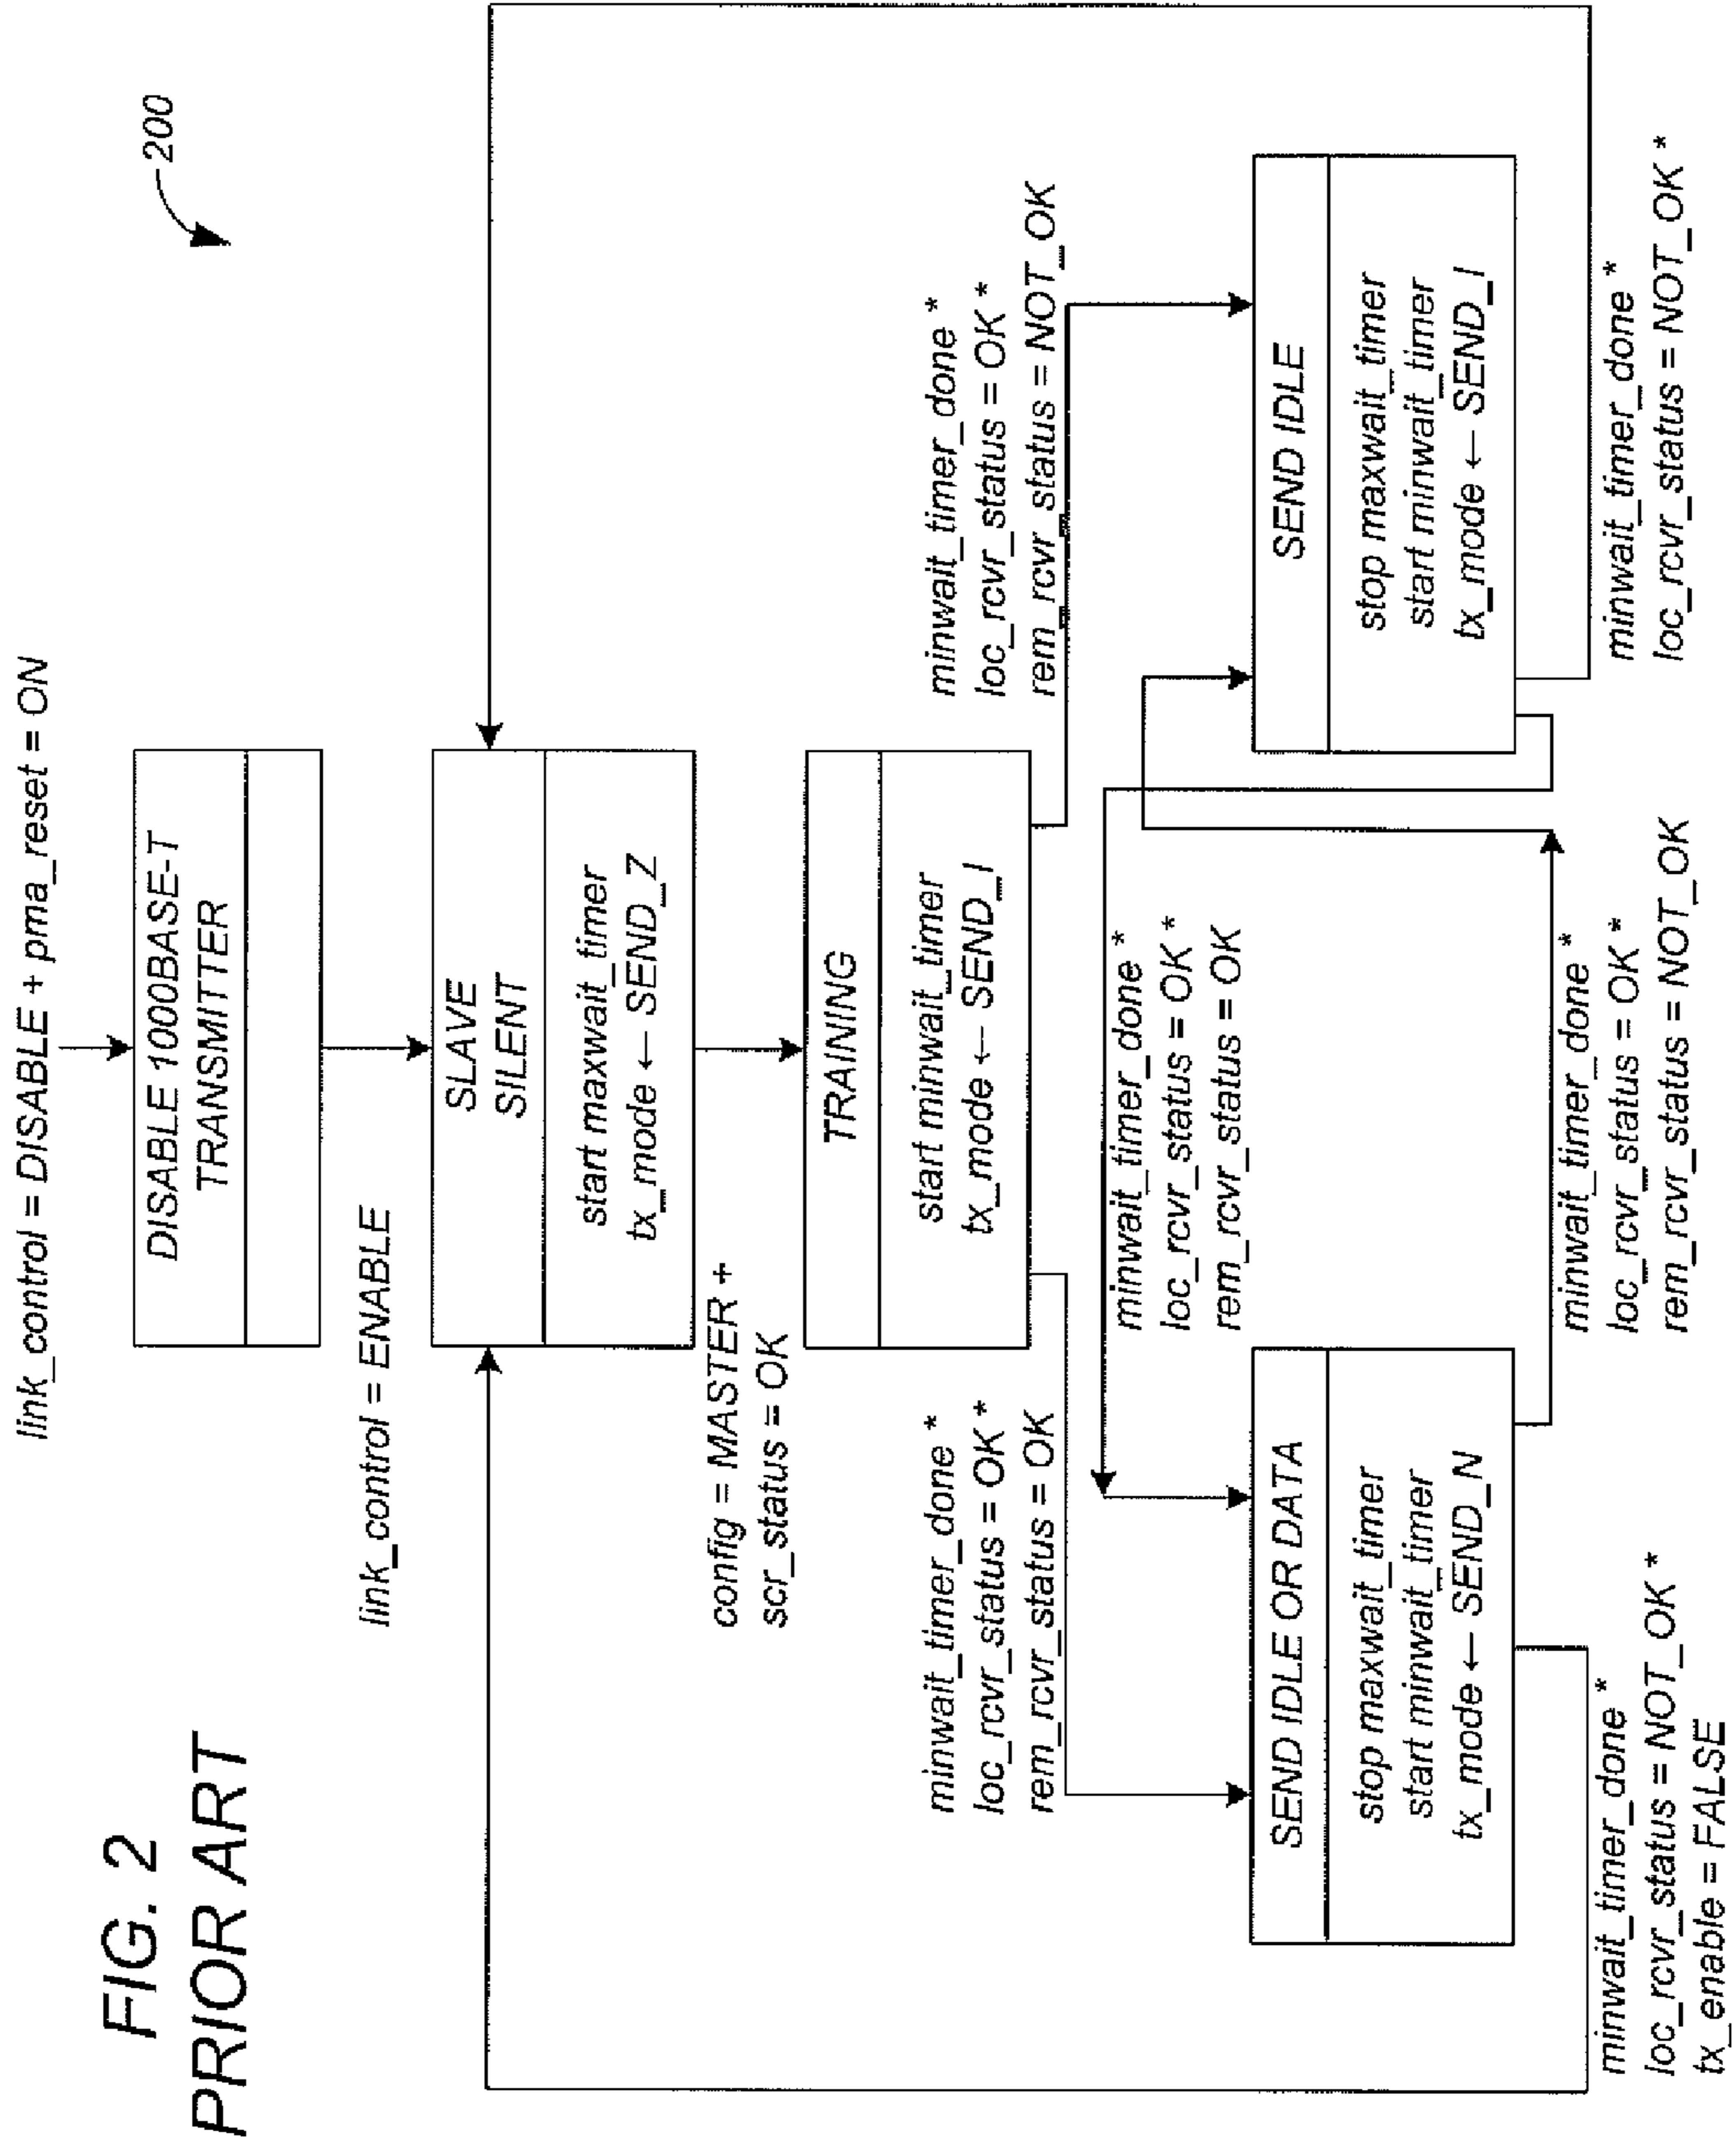 FIG. 2
PRIOR ART
200
link_control = DISABLE + pma_reset = ON
DISABLE 1000BASE-T
TRANSMITTER
link_control = ENABLE
SLAVE
SILENT
start maxwait_timer
tx_mode ← SEND_Z
config = MASTER +
scr_status = OK
TRAINING
start minwait_timer
tx_mode ← SEND_I
minwait_timer_done *
loc_rcvr_status = OK *
rem_rcvr_status = OK
minwait_timer_done *
loc_rcvr_status = OK *
rem_rcvr_status = NOT_OK
minwait_timer_done *
loc_rcvr_status = OK *
rem_rcvr_status = OK
SEND IDLE OR DATA
stop maxwait_timer
start minwait_timer
tx_mode ← SEND_N
SEND IDLE
stop maxwait_timer
start minwait_timer
tx_mode ← SEND_I
minwait_timer_done *
loc_rcvr_status = NOT_OK *
tx_enable = FALSE
minwait_timer_done *
loc_rcvr_status = OK *
rem_rcvr_status = NOT_OK
minwait_timer_done *
loc_rcvr_status = NOT_OK *